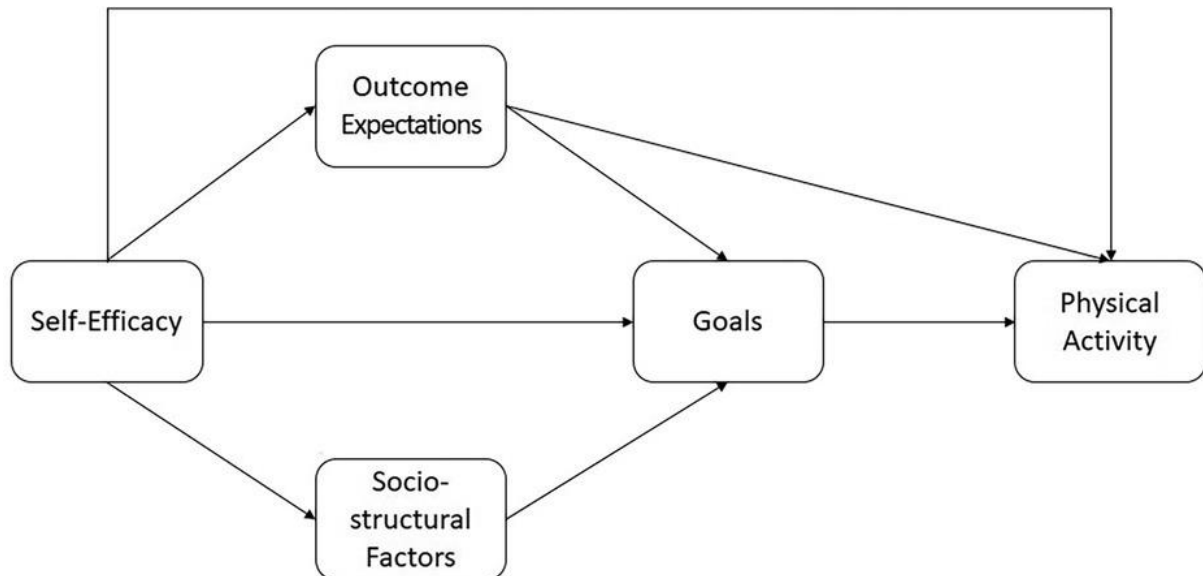 Outcome
Expectations
Self-Efficacy
Goals
Physical
Activity
Socio-
structural
Factors